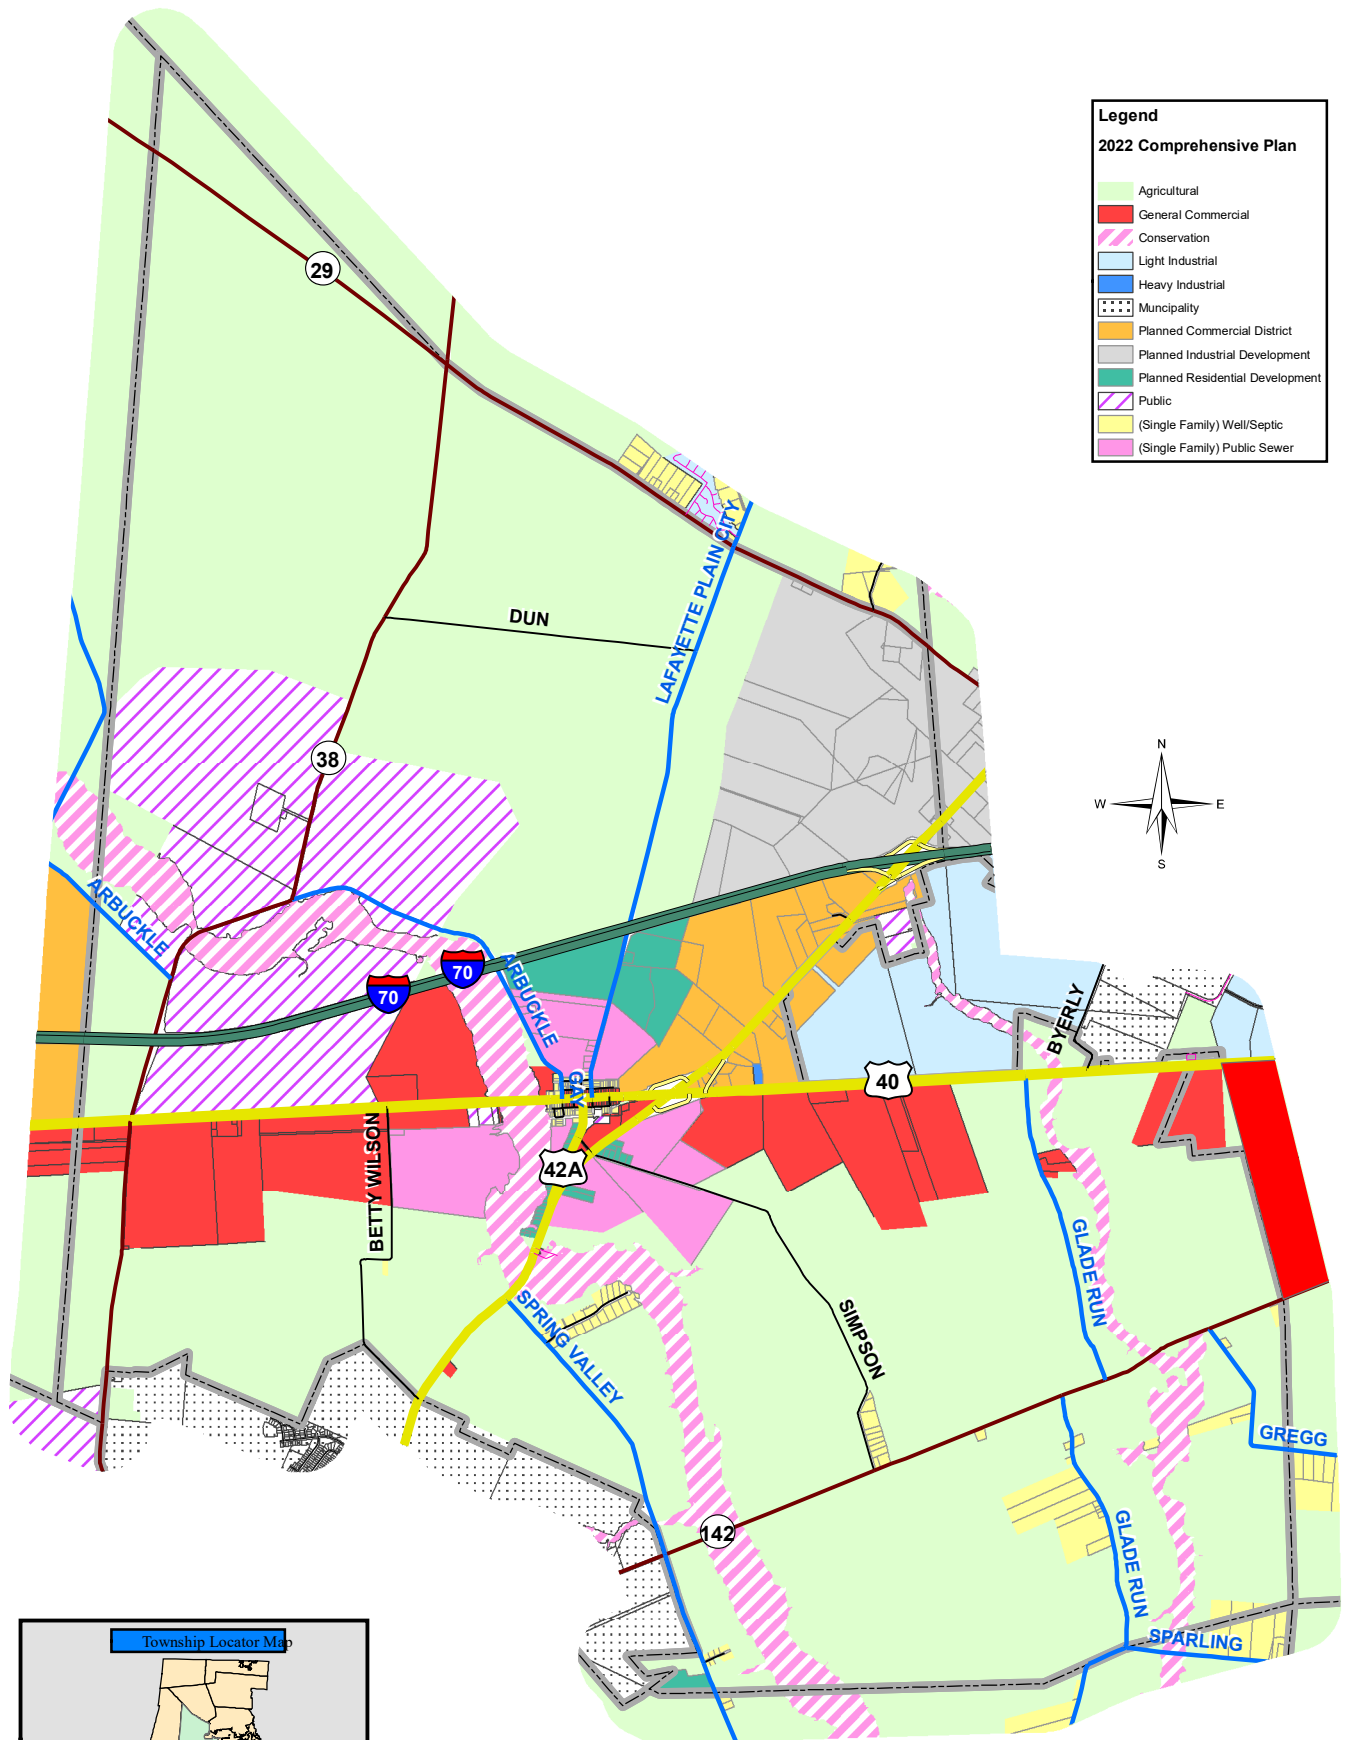 Legend
2022 Comprehensive Plan
Agricultural
General Commercial
Conservation
Light Industrial
Heavy Industrial
Muncipality
Planned Commercial District
Planned Industrial Development
Planned Residential Development
Public
(Single Family) Well/Septic
(Single Family) Public Sewer
29
LAFAYETTE PLAIN CITY
DUN
38
N
W E
S
ARBUCKLE
ARBUCKLE
70
70
BYERLY
GAY
40
BETTY WILSON
42A
SPRING VALLEY
SIMPSON
GLADE RUN
GREGG
142
GLADE RUN
SPARLING
Township Locator Map